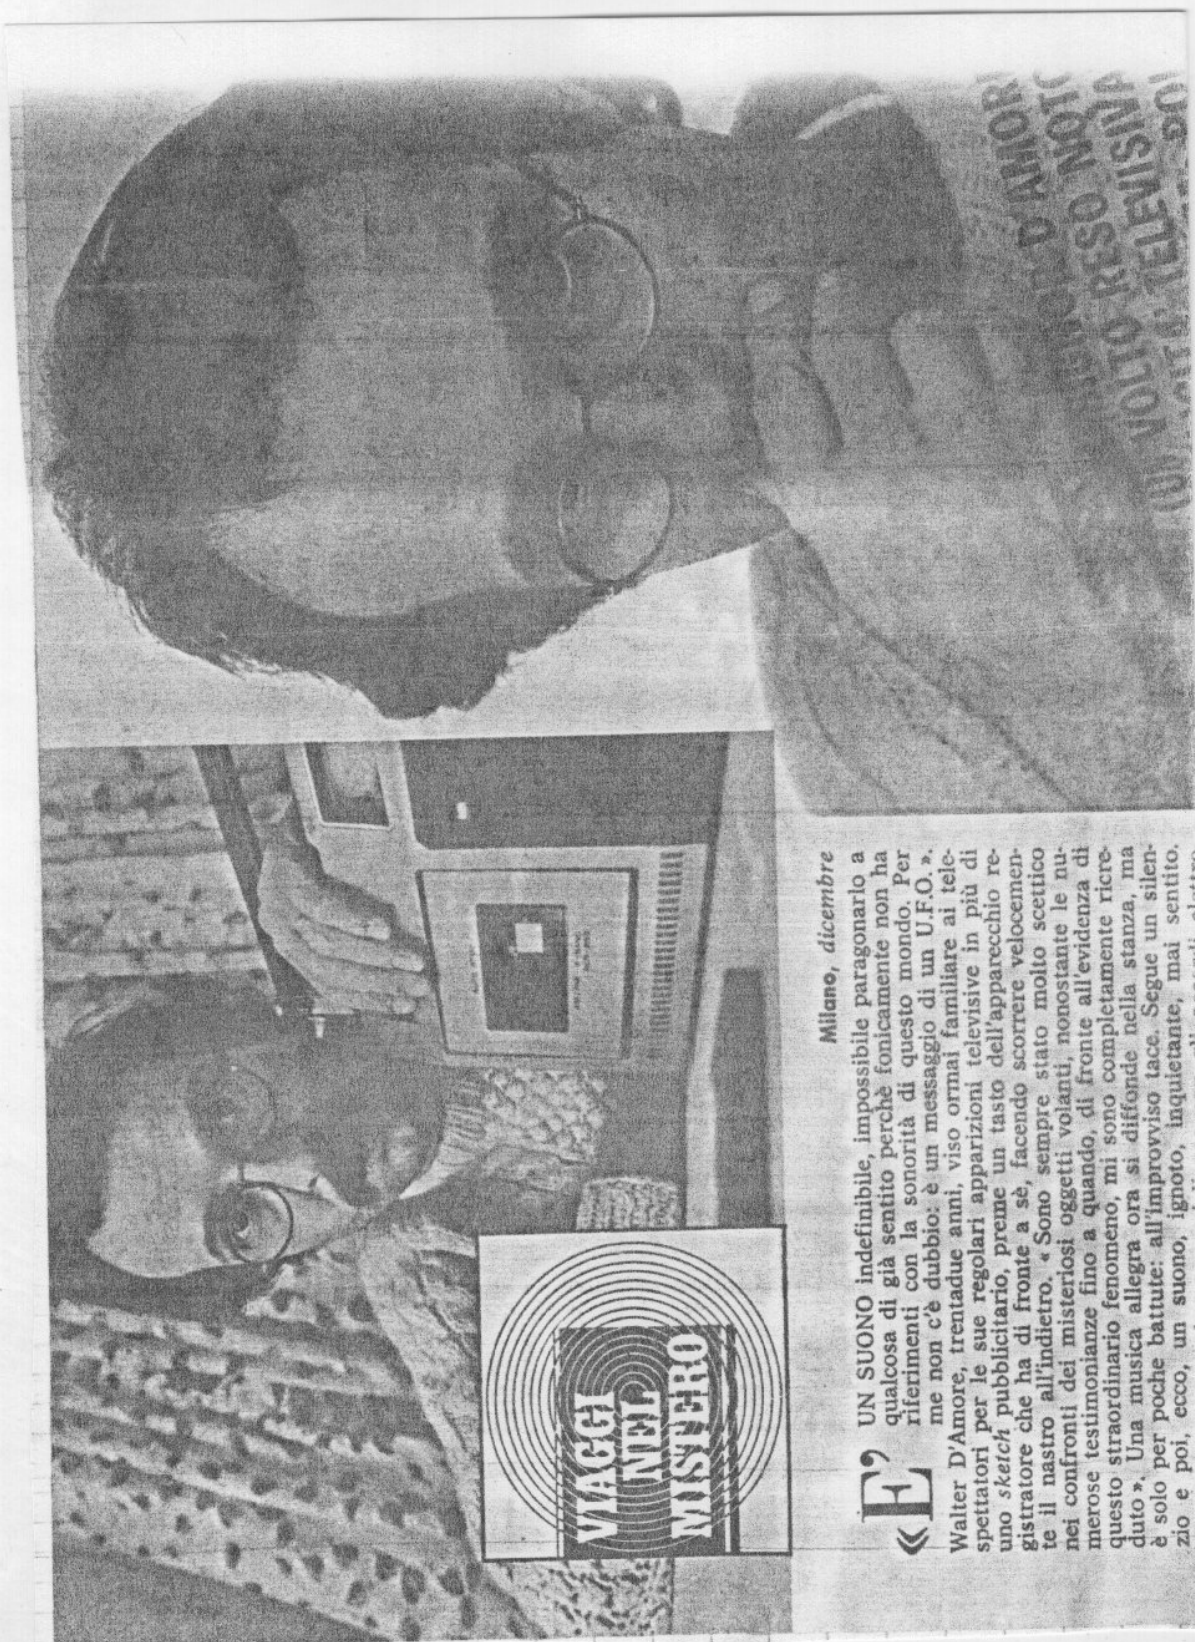 VIAGGI
NEL
MISTERO
Milano, dicembre
«E' UN SUONO indefinibile, impossibile paragonarlo a
qualcosa di già sentito perchè fonicamente non ha
riferimenti con la sonorità di questo mondo. Per
me non c'è dubbio: è un messaggio di un U.F.O. ».
Walter D'Amore, trentadue anni, viso ormai familiare ai tele-
spettatori per le sue regolari apparizioni televisive in più di
uno sketch pubblicitario, preme un tasto dell'apparecchio re-
gistratore che ha di fronte a sè, facendo scorrere velocemen-
te il nastro all'indietro. « Sono sempre stato molto scettico
nei confronti dei misteriosi oggetti volanti, nonostante le nu-
merose testimonianze fino a quando, di fronte all'evidenza di
questo straordinario fenomeno, mi sono completamente ricre-
duto ». Una musica allegra ora si diffonde nella stanza, ma
è solo per poche battute: all'improvviso tace. Segue un silen-
zio e poi, ecco, un suono, ignoto, inquietante, mai sentito.
D'AMOR
VOLTO RESO NOTO
TELEVISIVA